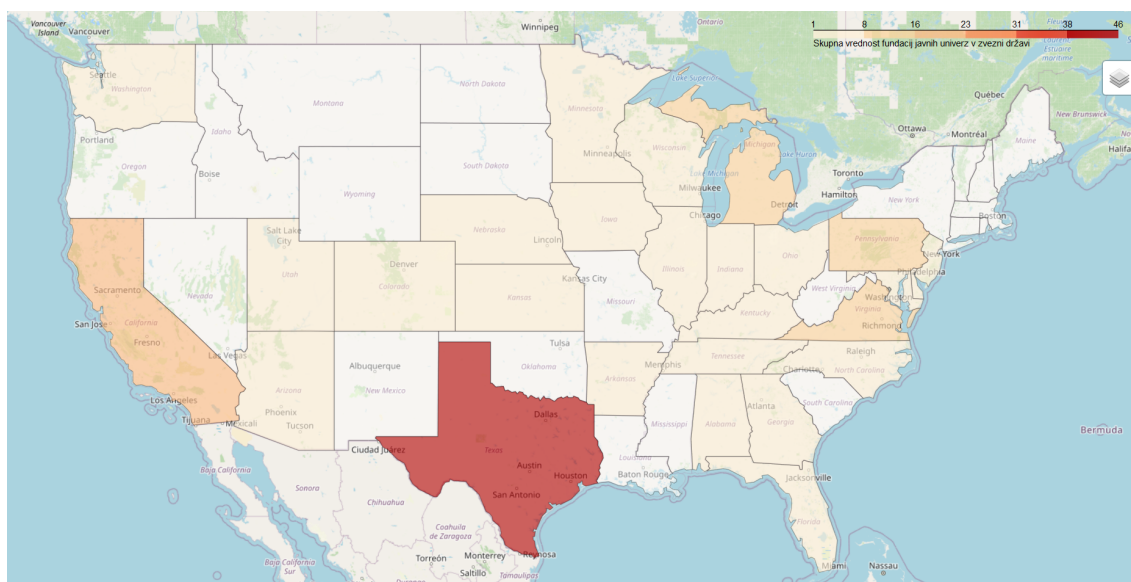 1 8 16 23 31 38 46
Skupna vrednost fundacij javnih univerz v zvezni državi
Vancouver Island
Vancouver
Winnipeg
Ontario
Seattle
Washington
Montana
North Dakota
Minnesota
Lake Superior
Québec
New Brunswick
Portland
Oregon
Idaho
Boise
South Dakota
Minneapolis
Wisconsin
Michigan
Lake Huron
Ottawa
Montréal
Maine
Halifa
Wyoming
Milwaukee
Lake Michigan
Toronto
Hamilton
New York
Detroit
Boston
Iowa
Chicago
Nebraska
Lincoln
Salt Lake
City
Utah
Denver
Colorado
Nevada
Sacramento
San Jose
California
Fresno
Kansas City
Kansas
Missouri
Illinois
Indiana
Ohio
Pennsylvania
New York
Philadelphia
West Virginia
Washington
Virginia
Richmond
Kentucky
Las Vegas
Los Angeles
Tijuana
Mexicali
Arizona
Phoenix
Tucson
Albuquerque
New Mexico
Tulsa
Oklahoma
Arkansas
Memphis
Tennessee
Charlotte
Raleigh
North Carolina
South Carolina
Atlanta
Georgia
Alabama
Mississippi
Louisiana
Baton Rouge
Dallas
Texas
Austin
Houston
San Antonio
Ciudad Juárez
Jacksonville
Florida
Miami
Nassau
Bermuda
Baja California
Sonora
Chihuahua
Coahuila
de Zaragoza
Baja California
Sur
Torreón
Monterrey
Reynosa
Saltillo
Tamaulipas